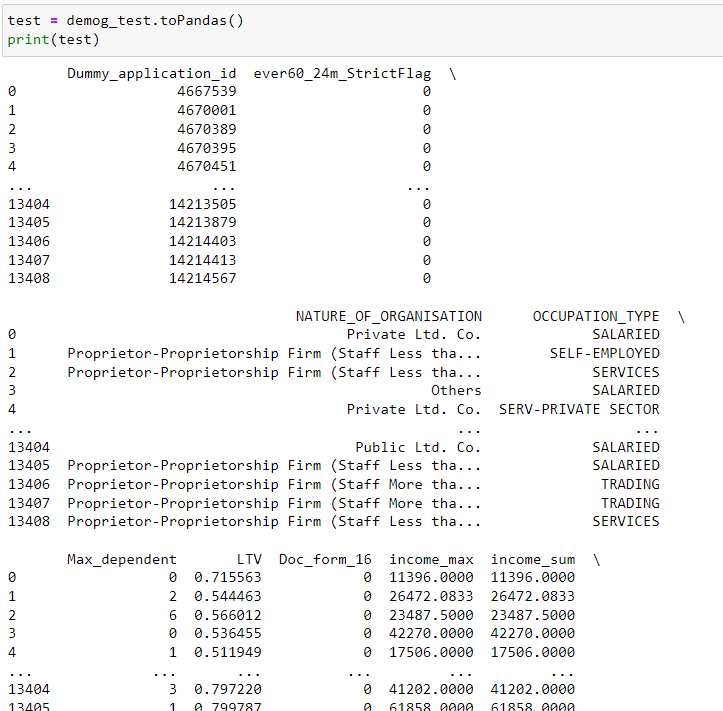 test = demog_test.toPandas()
print(test)
Dummy_application_id ever60_24m_StrictFlag \
0 4667539 0
1 4670001 0
2 4670389 0
3 4670395 0
4 4670451 0
... ... ...
13404 14213505 0
13405 14213879 0
13406 14214403 0
13407 14214413 0
13408 14214567 0
NATURE_OF_ORGANISATION OCCUPATION_TYPE \
0 Private Ltd. Co. SALARIED
1 Proprietor-Proprietorship Firm (Staff Less tha... SELF-EMPLOYED
2 Proprietor-Proprietorship Firm (Staff Less tha... SERVICES
3 Others SALARIED
4 Private Ltd. Co. SERV-PRIVATE SECTOR
... ... ...
13404 Public Ltd. Co. SALARIED
13405 Proprietor-Proprietorship Firm (Staff Less tha... SALARIED
13406 Proprietor-Proprietorship Firm (Staff More tha... TRADING
13407 Proprietor-Proprietorship Firm (Staff More tha... TRADING
13408 Proprietor-Proprietorship Firm (Staff Less tha... SERVICES
Max_dependent LTV Doc_form_16 income_max income_sum \
0 0 0.715563 0 11396.0000 11396.0000
1 2 0.544463 0 26472.0833 26472.0833
2 6 0.566012 0 23487.5000 23487.5000
3 0 0.536455 0 42270.0000 42270.0000
4 1 0.511949 0 17506.0000 17506.0000
... ... ... ... ... ...
13404 3 0.797220 0 41202.0000 41202.0000
13405 1 0.799787 0 61858.0000 61858.0000